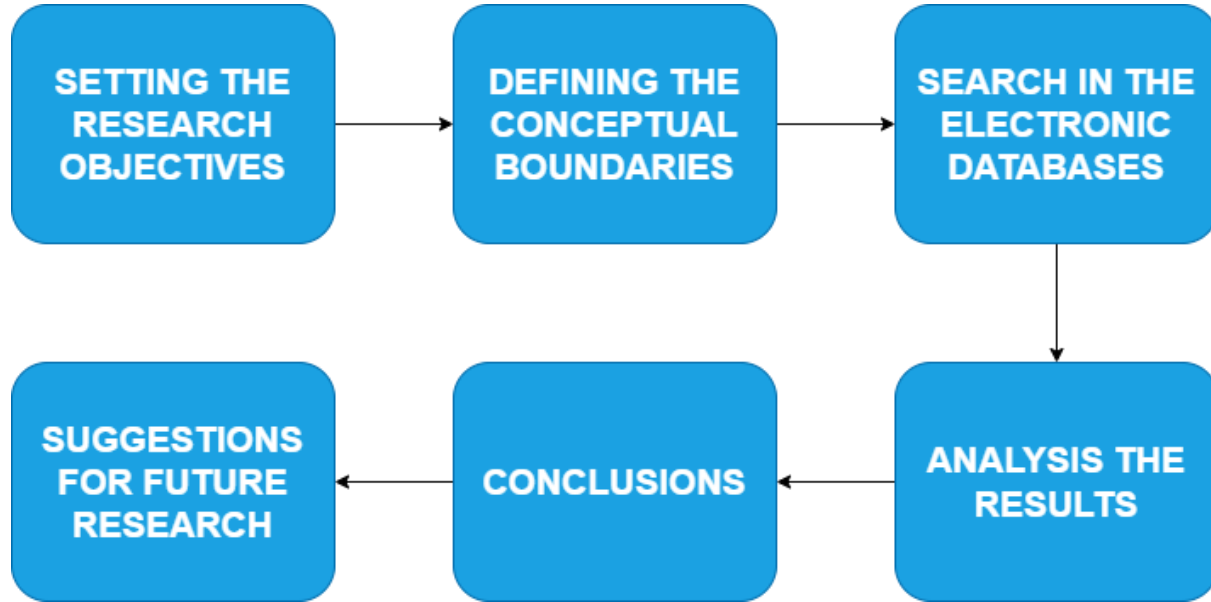 SETTING THE
RESEARCH
OBJECTIVES
DEFINING THE
CONCEPTUAL
BOUNDARIES
SEARCH IN THE
ELECTRONIC
DATABASES
ANALYSIS THE
RESULTS
CONCLUSIONS
SUGGESTIONS
FOR FUTURE
RESEARCH